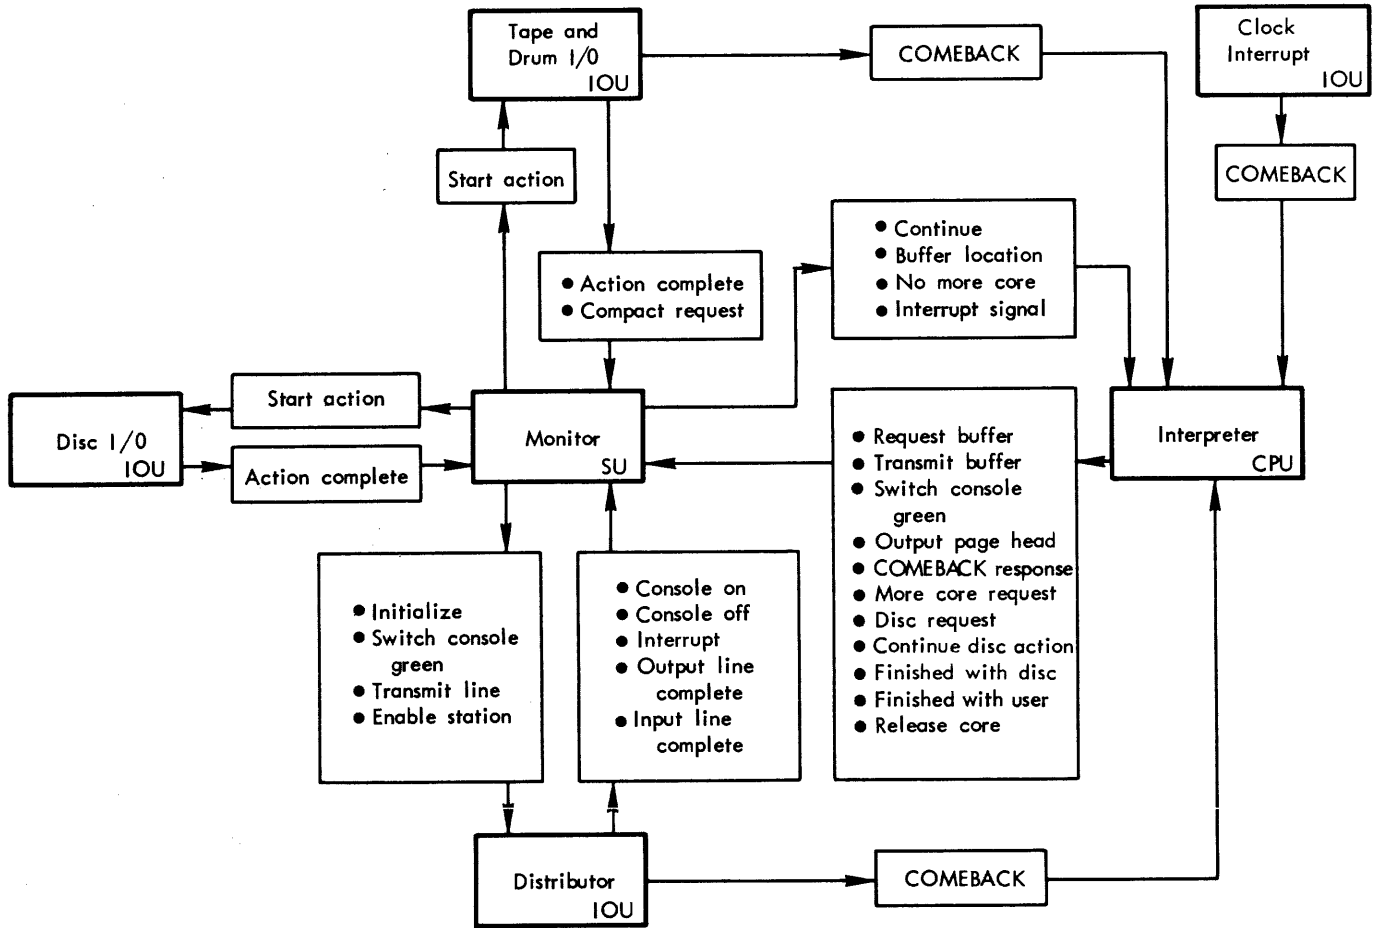 Tape and
Drum I/O
IOU
COMEBACK
Clock
Interrupt
IOU
Start action
COMEBACK
• Action complete
• Compact request
• Continue
• Buffer location
• No more core
• Interrupt signal
Disc I/O
IOU
Start action
Action complete
Monitor
SU
• Request buffer
• Transmit buffer
• Switch console
green
• Output page head
• COMEBACK response
• More core request
• Disc request
• Continue disc action
• Finished with disc
• Finished with user
• Release core
Interpreter
CPU
• Initialize
• Switch console
green
• Transmit line
• Enable station
• Console on
• Console off
• Interrupt
• Output line
complete
• Input line
complete
Distributor
IOU
COMEBACK